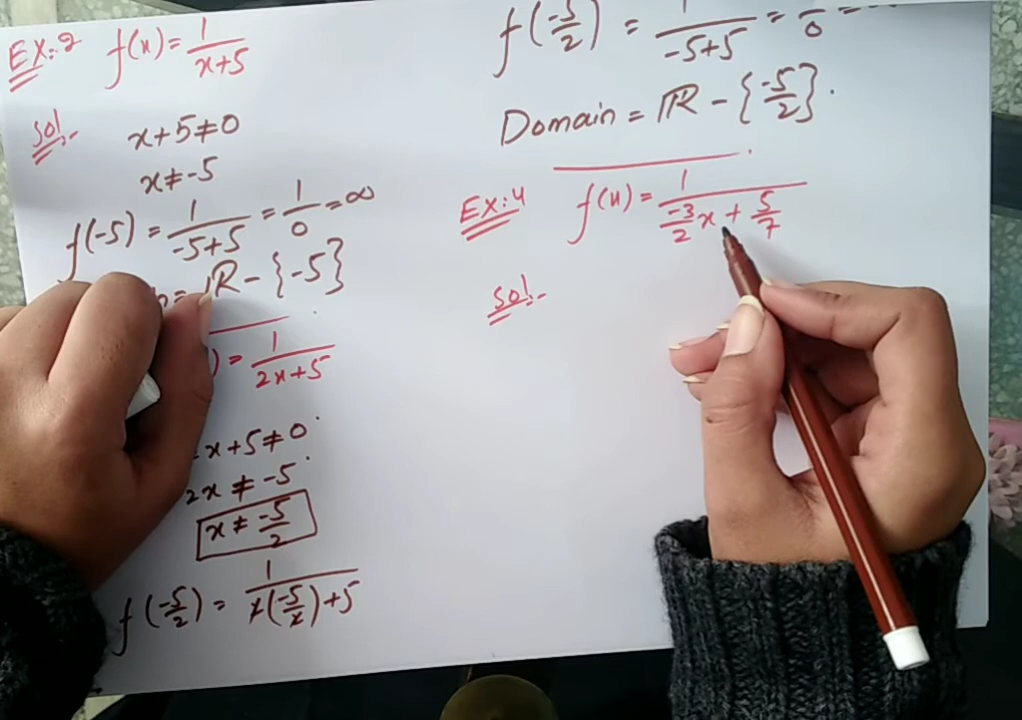 EX:2 f(x) = 1/(x+5)
Sol:-
x+5≠0
x≠-5
f(-5) = 1/(-5+5) = 1/0 = ∞
= ℝ - {-5}
) = 1/(2x+5)
x+5≠0
2x ≠ -5
x ≠ -5/2
f(-5/2) = 1/(2(-5/2)+5)
f(-5/2) = 1/(-5+5) = 1/0 =
Domain = ℝ - {-5/2}.
EX:4 f(x) = 1/(-3/2 x + 5/7)
Sol:-